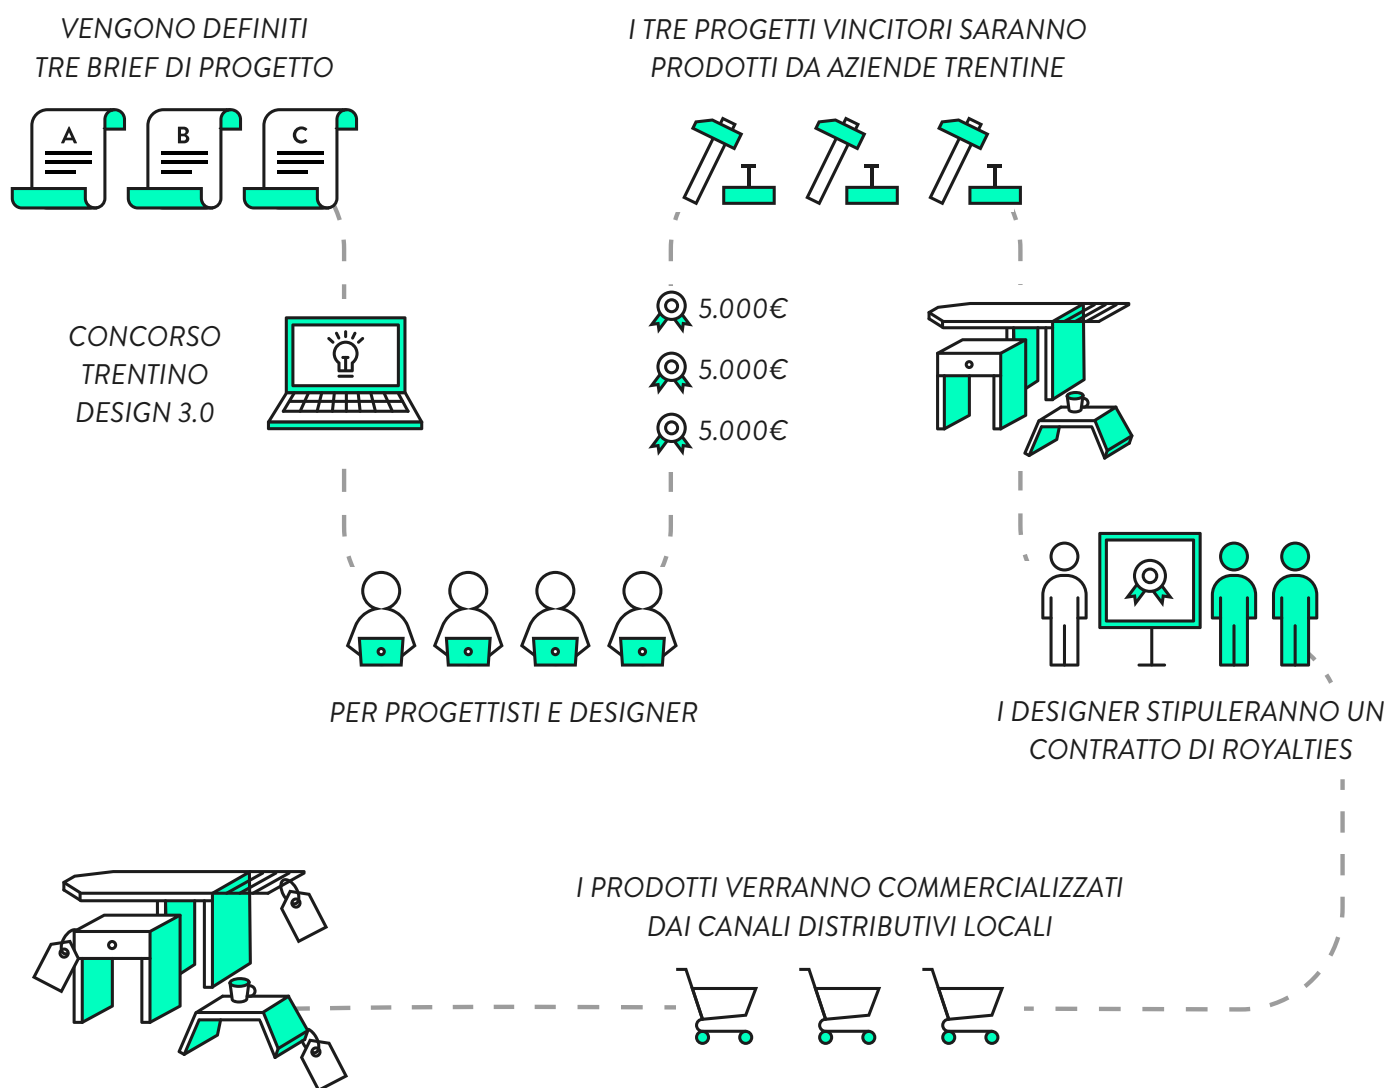 VENGONO DEFINITI
TRE BRIEF DI PROGETTO
A
B
C
CONCORSO
TRENTINO
DESIGN 3.0
PER PROGETTISTI E DESIGNER
5.000€
5.000€
5.000€
I TRE PROGETTI VINCITORI SARANNO
PRODOTTI DA AZIENDE TRENTINE
I DESIGNER STIPULERANNO UN
CONTRATTO DI ROYALTIES
I PRODOTTI VERRANNO COMMERCIALIZZATI
DAI CANALI DISTRIBUTIVI LOCALI